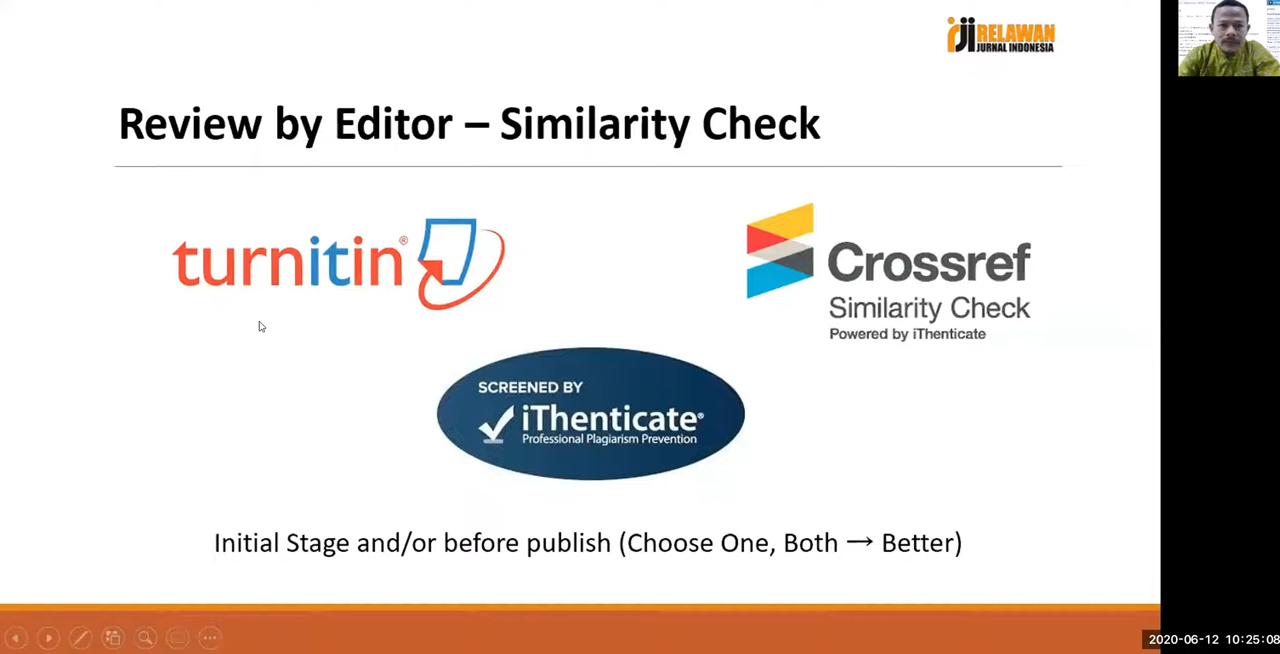 rji RELAWAN
JURNAL INDONESIA
Review by Editor – Similarity Check
turnitin®
Crossref
Similarity Check
Powered by iThenticate
SCREENED BY
iThenticate®
Professional Plagiarism Prevention
Initial Stage and/or before publish (Choose One, Both → Better)
2020-06-12 10:25:08